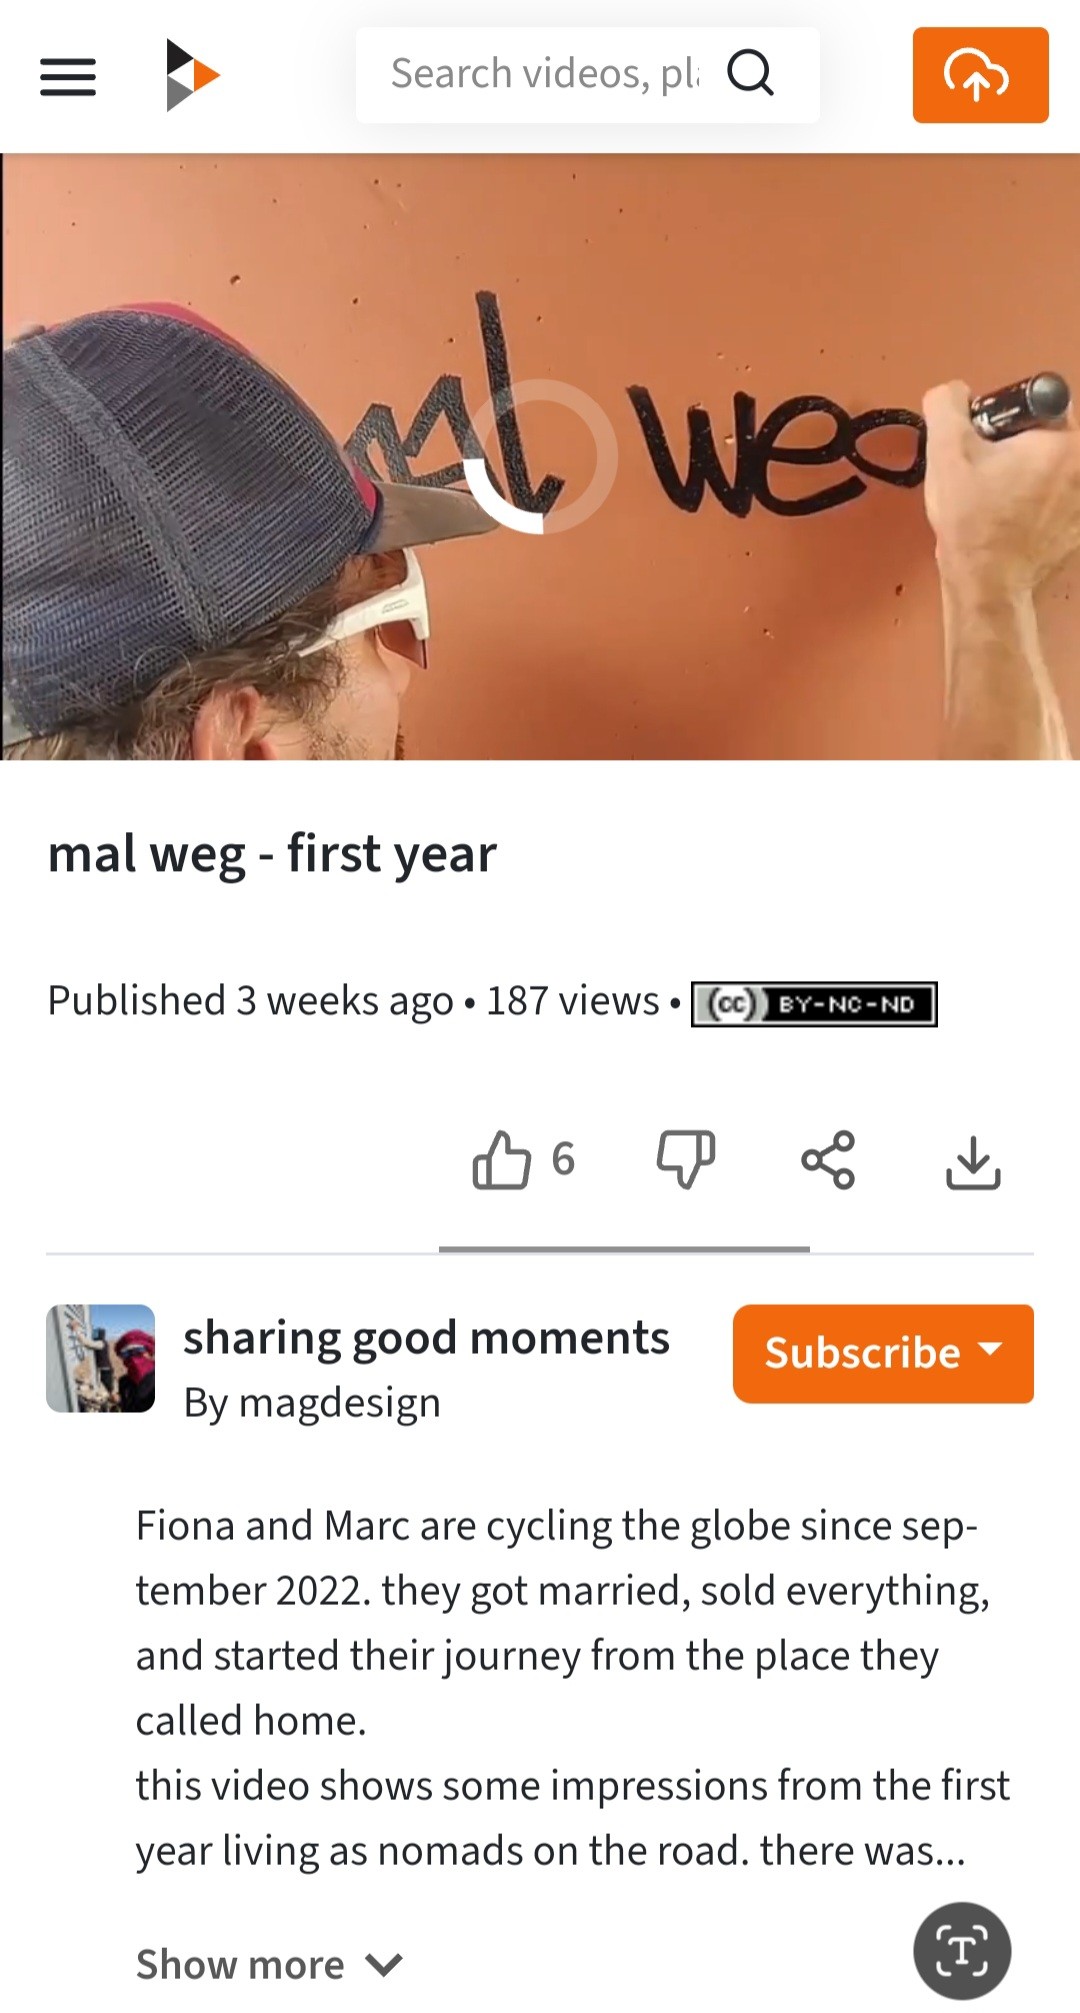 Search videos, pl
mal weg
mal weg - first year
Published 3 weeks ago • 187 views • (cc) BY-NC-ND
6
sharing good moments
Subscribe
By magdesign
Fiona and Marc are cycling the globe since sep-
tember 2022. they got married, sold everything,
and started their journey from the place they
called home.
this video shows some impressions from the first
year living as nomads on the road. there was...
Show more
T